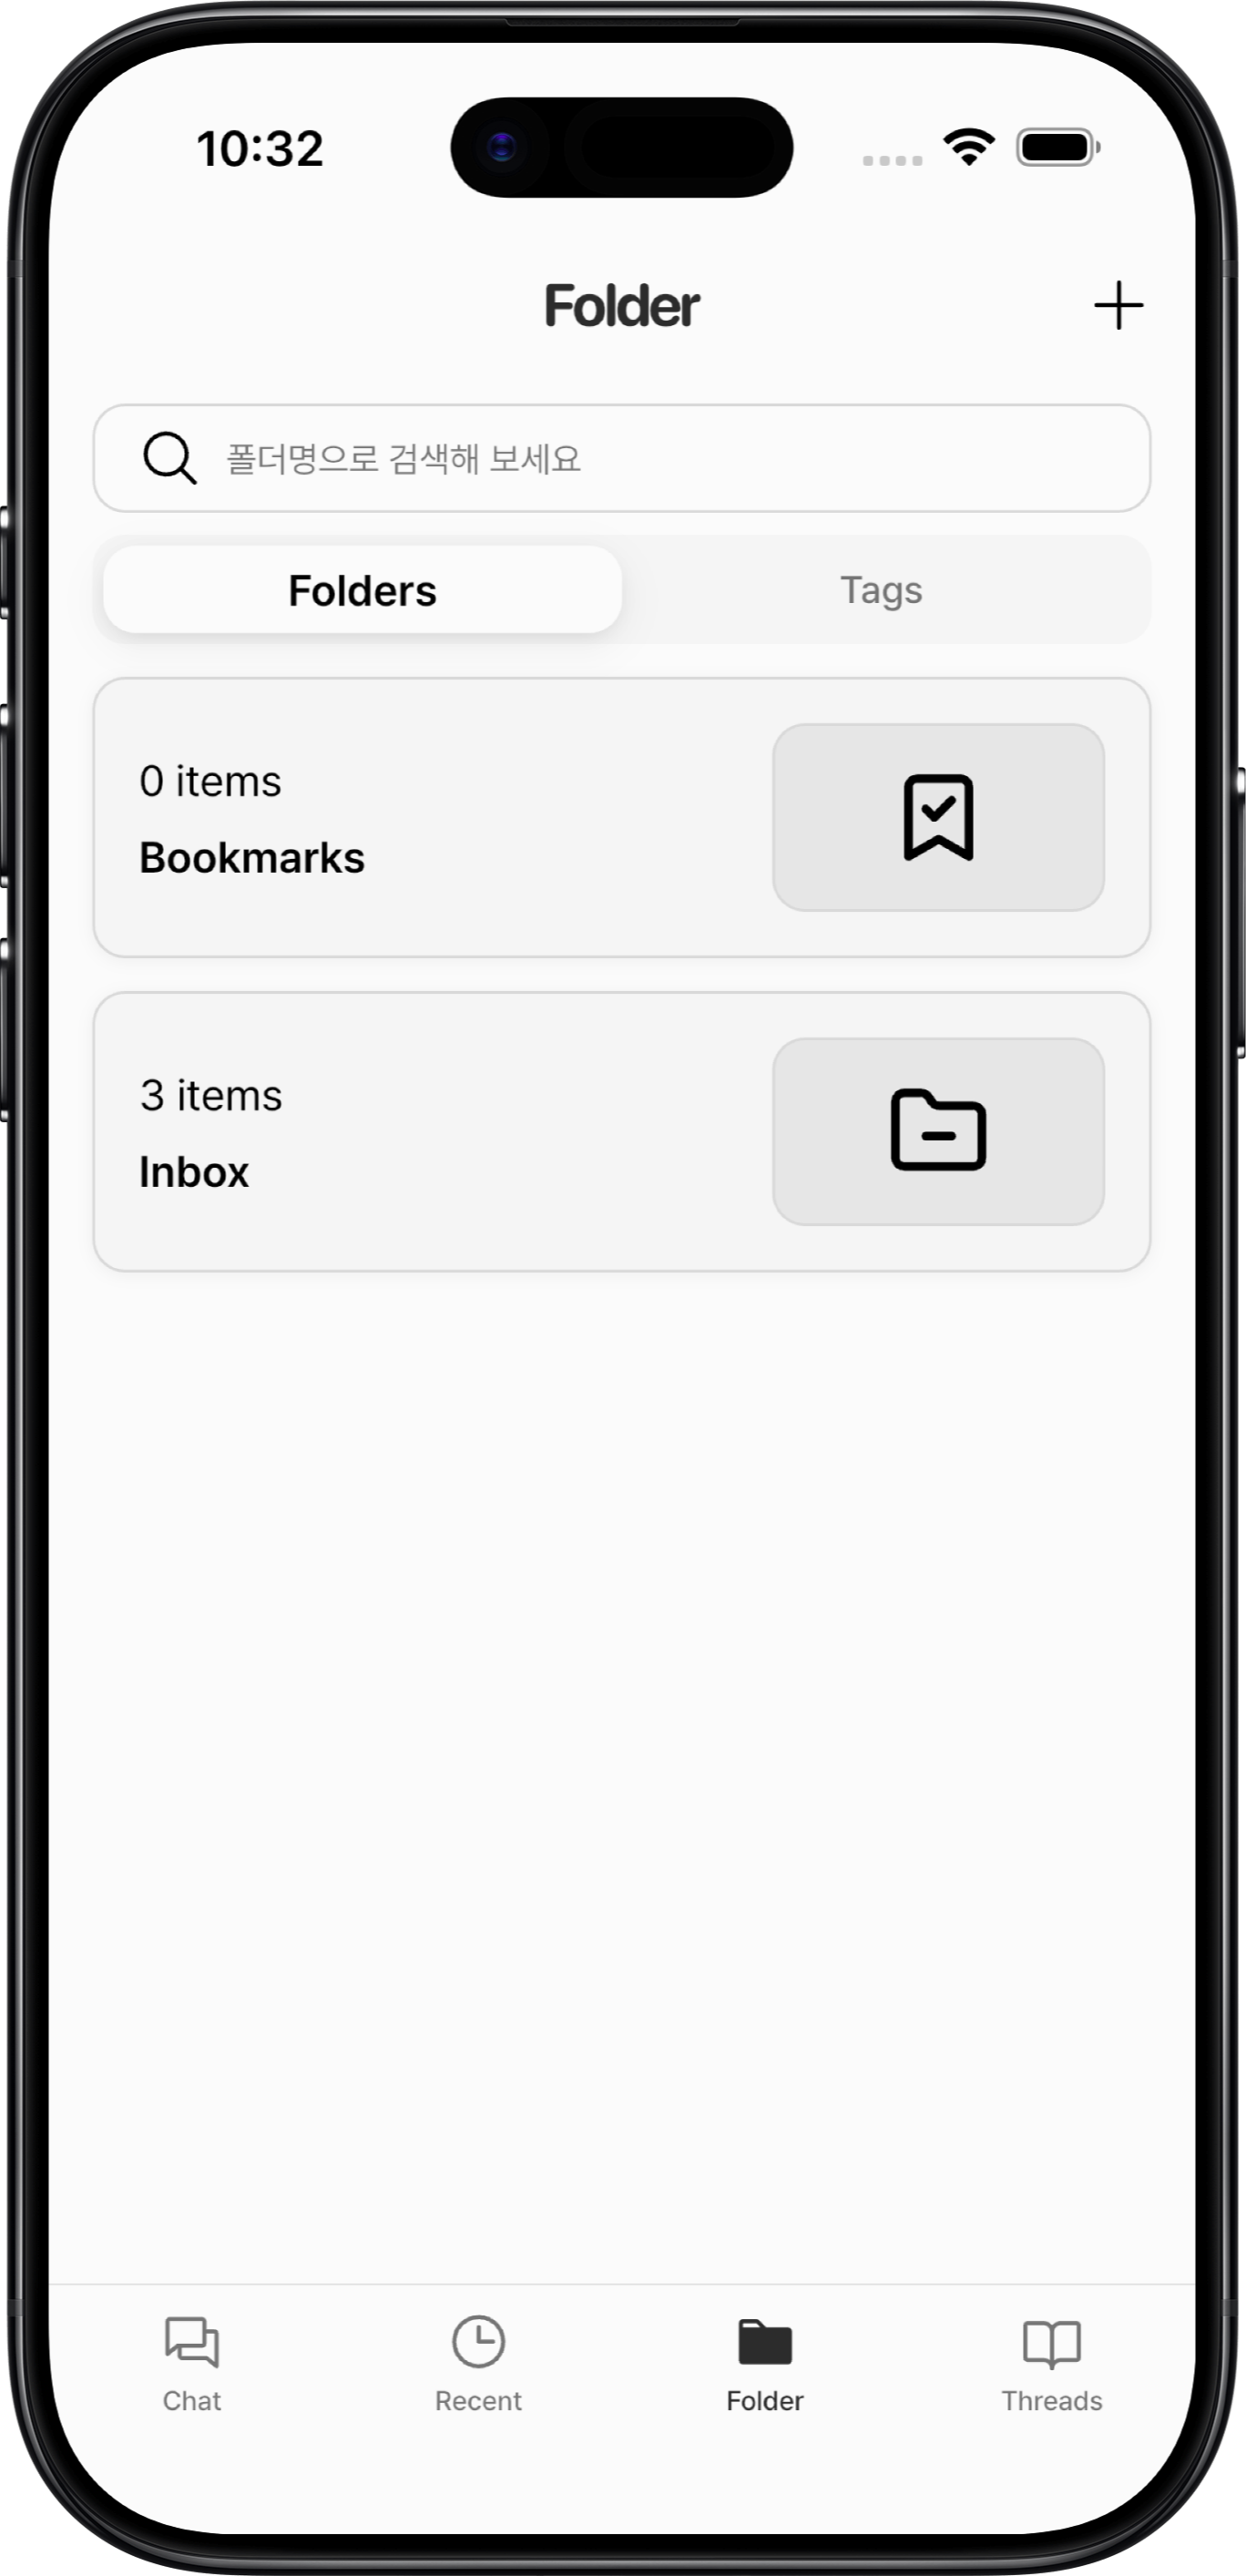 10:32
Folder
폴더명으로 검색해 보세요
Folders
Tags
0 items
Bookmarks
3 items
Inbox
Chat
Recent
Folder
Threads